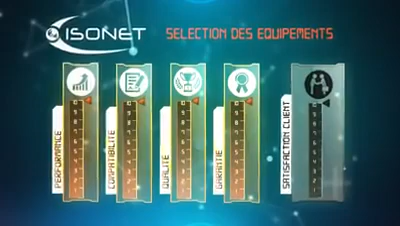 ISONET
SELECTION DES EQUIPEMENTS
PERFORMANCE
COMPATIBILITE
QUALITE
GARANTIE
SATISFACTION CLIENT